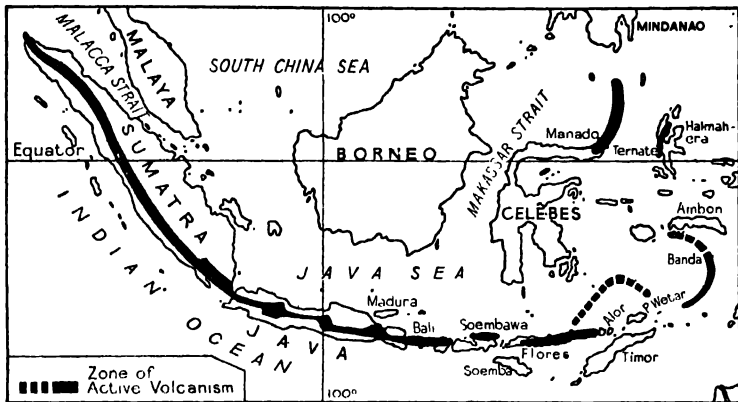 100°
MINDANAO
MALACCA STRAIT
MALAYA
SOUTH CHINA SEA
MAKASSAR STRAIT
Manado
Halmah-
era
Ternate
Equator
BORNEO
SUMATRA
CELEBES
Ambon
INDIAN OCEAN
JAVA SEA
Banda
Madura
P. Wetar
Alor
JAVA
Bali
Soembawa
Flores
Timor
Soemba
Zone of
Active Volcanism
100°